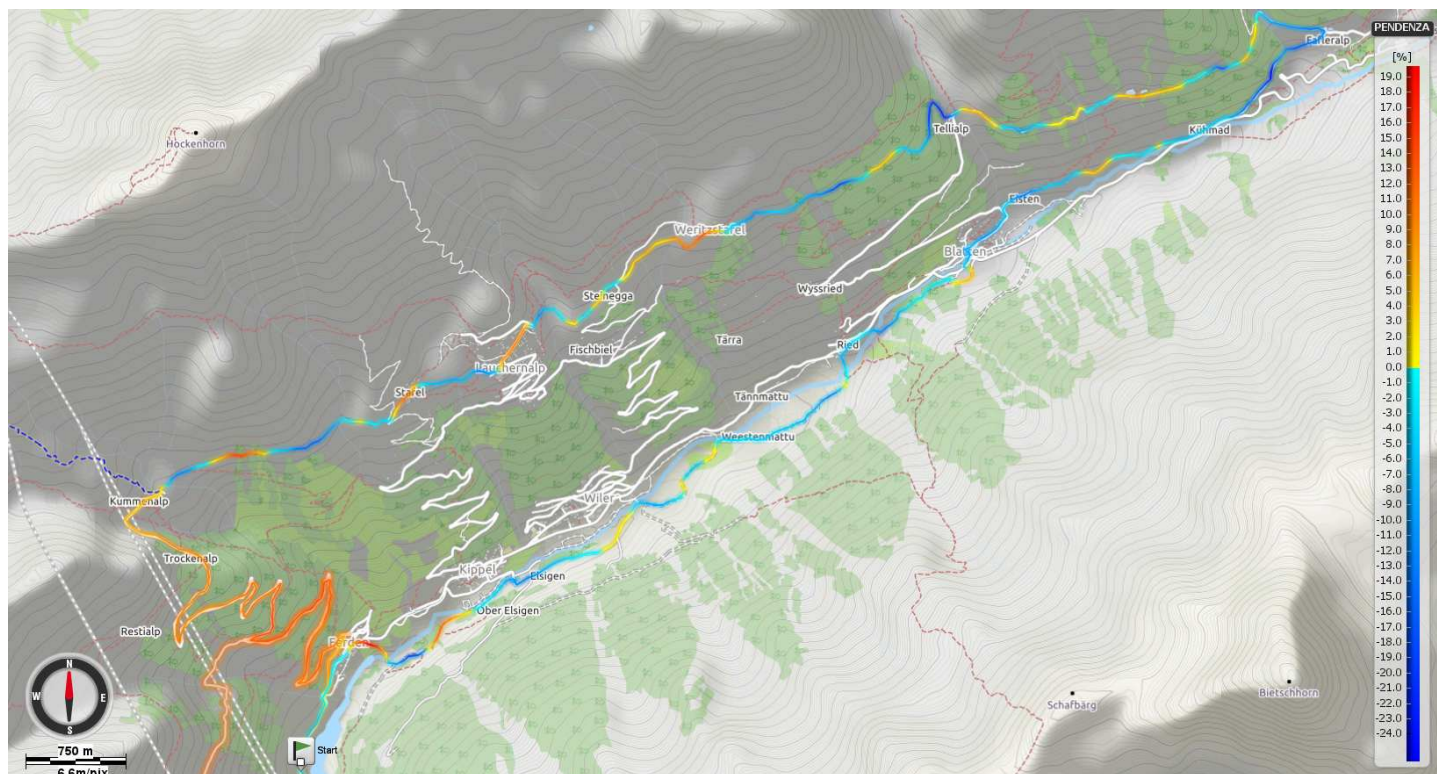 PENDENZA
Fafleralp
[%]
19.0
18.0
17.0
16.0
15.0
14.0
13.0
12.0
11.0
10.0
9.0
8.0
7.0
6.0
5.0
4.0
3.0
2.0
1.0
0.0
-1.0
-2.0
-3.0
-4.0
-5.0
-6.0
-7.0
-8.0
-9.0
-10.0
-11.0
-12.0
-13.0
-14.0
-15.0
-16.0
-17.0
-18.0
-19.0
-20.0
-21.0
-22.0
-23.0
-24.0
Hockenhorn
Tellialp
Kühmad
Eisten
Weritzstafel
Blatten
Wyssried
Steinegga
Tärra
Ried
Fischbiel
Lauchernalp
Stafel
Tännmattu
Weestenmattu
Kummenalp
Wiler
Trockenalp
Kippel
Elsigen
Ober Elsigen
Restialp
Ferden
N
W
E
S
Schafbärg
Bietschhorn
Start
750 m
6.6m/pix